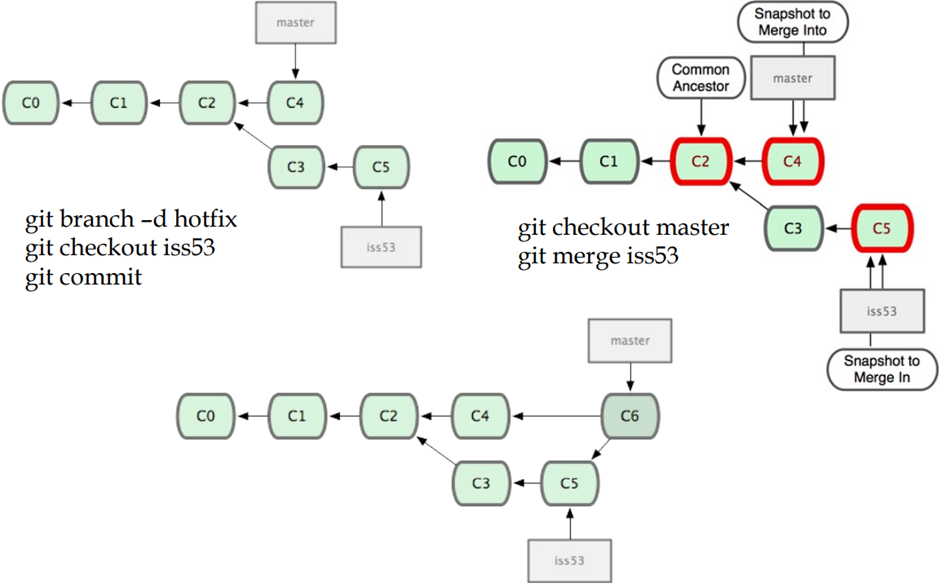 master
C0
C1
C2
C4
C3
C5
iss53
git branch –d hotfix
git checkout iss53
git commit
Snapshot to
Merge Into
Common
Ancestor
master
C0
C1
C2
C4
C3
C5
iss53
Snapshot to
Merge In
git checkout master
git merge iss53
master
C0
C1
C2
C4
C6
C3
C5
iss53